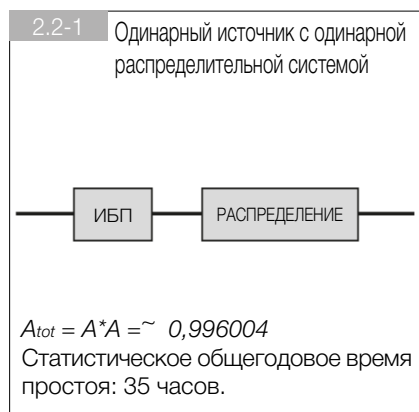 2.2-1 Одинарный источник с одинарной
распределительной системой
ИБП РАСПРЕДЕЛЕНИЕ
Atot = A*A =~ 0,996004
Статистическое общегодовое время
простоя: 35 часов.